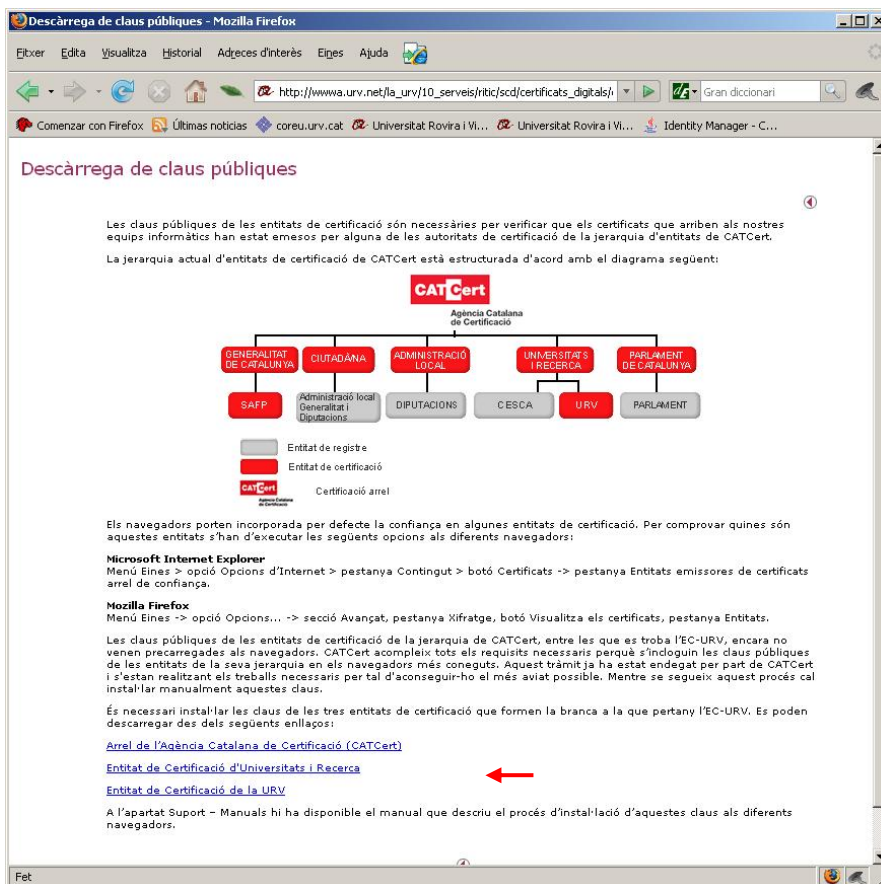 Descàrrega de claus públiques - Mozilla Firefox
Fitxer Edita Visualitza Historial Adreces d'interès Eines Ajuda
http://wwwa.urv.net/la_urv/10_serveis/ritic/scd/certificats_digitals/ Gran diccionari
Comenzar con Firefox Últimas noticias coreu.urv.cat Universitat Rovira i Vi... Universitat Rovira i Vi... Identity Manager - C...
Descàrrega de claus públiques
Les claus públiques de les entitats de certificació són necessàries per verificar que els certificats que arriben als nostres
equips informàtics han estat emesos per alguna de les autoritats de certificació de la jerarquia d'entitats de CATCert.
La jerarquia actual d'entitats de certificació de CATCert està estructurada d'acord amb el diagrama següent:
CATCert
Agència Catalana
de Certificació
GENERALITAT
DE CATALUNYA
CIUTADÀ/NA
ADMINISTRACIÓ
LOCAL
UNIVERSITATS
I RECERCA
PARLAMENT
DE CATALUNYA
SAFP
Administració local
Generalitat i
Diputacions
DIPUTACIONS
CESCA
URV
PARLAMENT
Entitat de registre
Entitat de certificació
CATCert
Agència Catalana
de Certificació
Certificació arrel
Els navegadors porten incorporada per defecte la confiança en algunes entitats de certificació. Per comprovar quines són
aquestes entitats s'han d'executar les següents opcions als diferents navegadors:
Microsoft Internet Explorer
Menú Eines > opció Opcions d'Internet > pestanya Contingut > botó Certificats -> pestanya Entitats emissores de certificats
arrel de confiança.
Mozilla Firefox
Menú Eines -> opció Opcions... -> secció Avançat, pestanya Xifratge, botó Visualitza els certificats, pestanya Entitats.
Les claus públiques de les entitats de certificació de la jerarquia de CATCert, entre les que es troba l'EC-URV, encara no
venen precarregades als navegadors. CATCert acompleix tots els requisits necessaris perquè s'incloguin les claus públiques
de les entitats de la seva jerarquia en els navegadors més coneguts. Aquest tràmit ja ha estat endegat per part de CATCert
i s'estan realitzant els treballs necessaris per tal d'aconseguir-ho el més aviat possible. Mentre se segueix aquest procés cal
instal·lar manualment aquestes claus.
És necessari instal·lar les claus de les tres entitats de certificació que formen la branca a la que pertany l'EC-URV. Es poden
descarregar des dels següents enllaços:
Arrel de l'Agència Catalana de Certificació (CATCert)
Entitat de Certificació d'Universitats i Recerca
Entitat de Certificació de la URV
A l'apartat Suport – Manuals hi ha disponible el manual que descriu el procés d'instal·lació d'aquestes claus als diferents
navegadors.
Fet